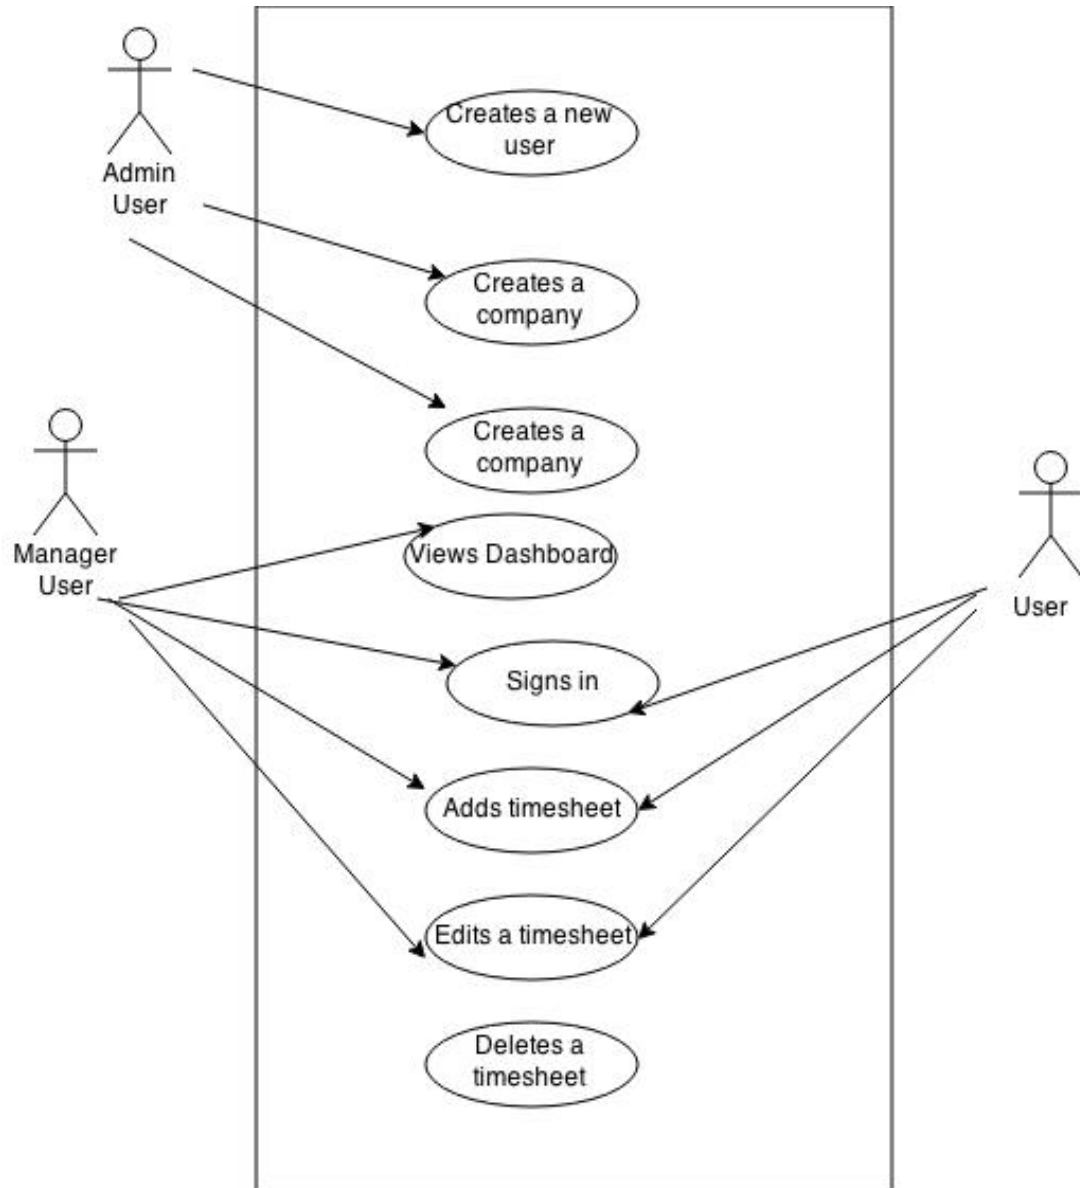 Creates a new
user
Admin
User
Creates a
company
Creates a
company
Manager
User
Views Dashboard
User
Signs in
Adds timesheet
Edits a timesheet
Deletes a
timesheet